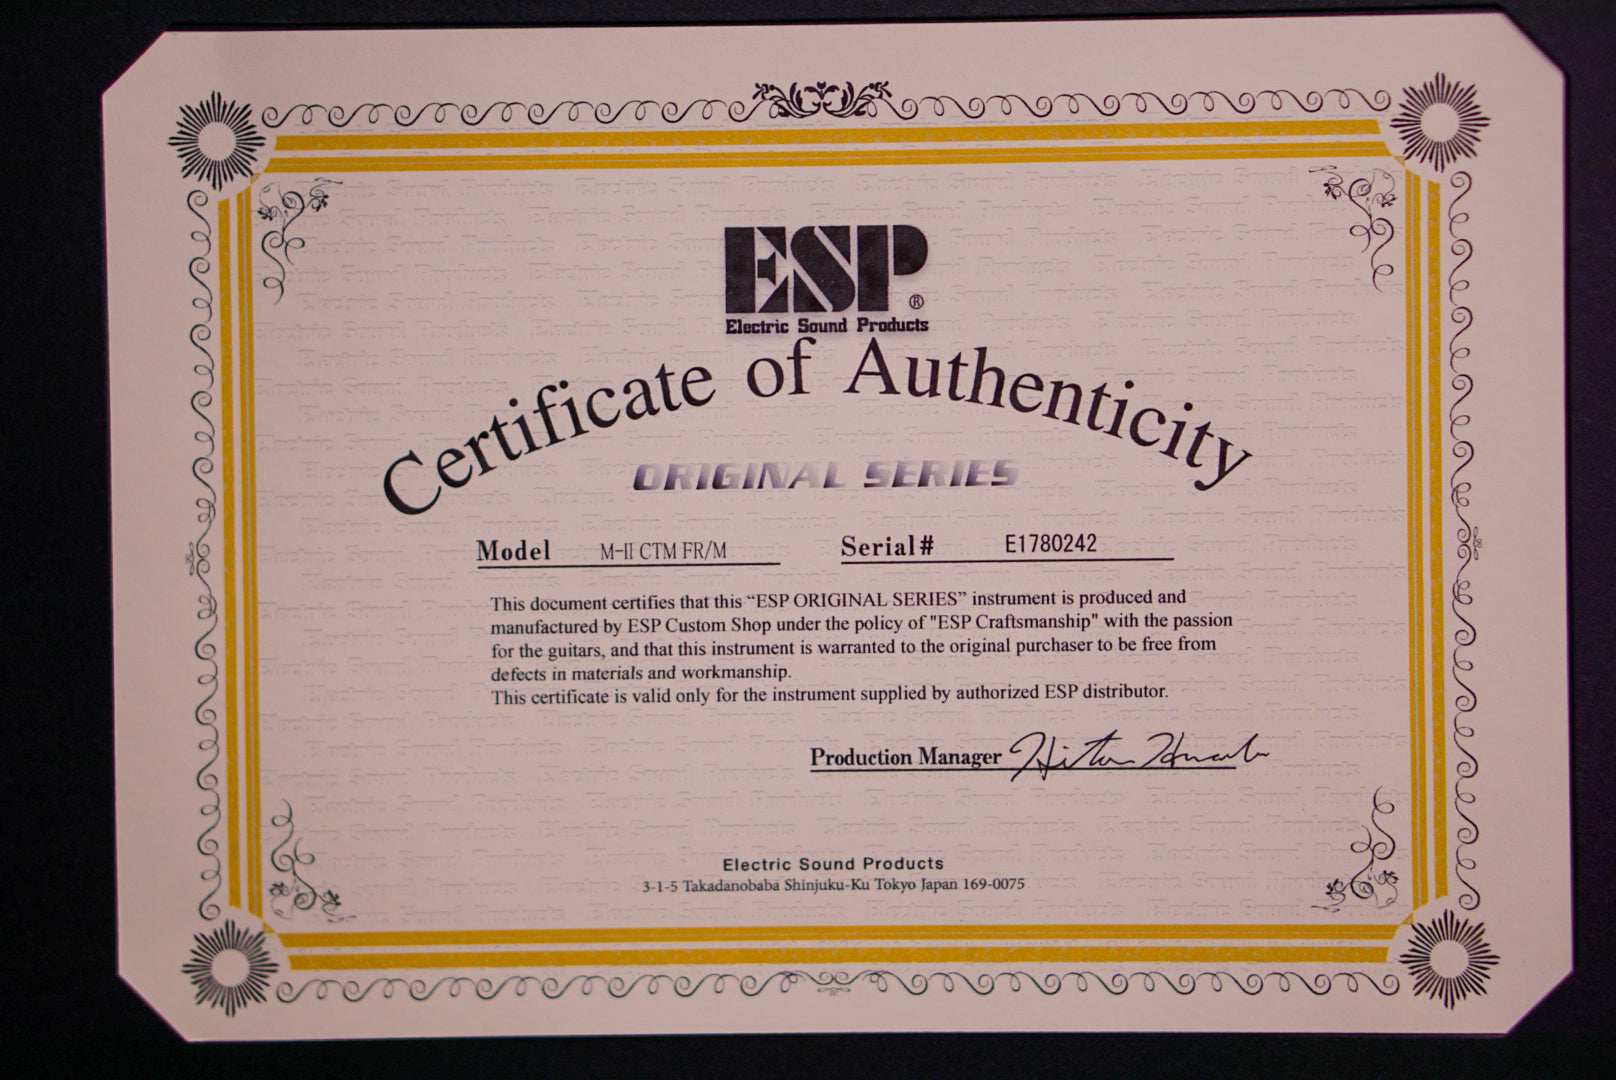 ESP®
Electric Sound Products
Certificate of Authenticity
ORIGINAL SERIES
Model M-II CTM FR/M Serial# E1780242
This document certifies that this “ESP ORIGINAL SERIES” instrument is produced and
manufactured by ESP Custom Shop under the policy of "ESP Craftsmanship" with the passion
for the guitars, and that this instrument is warranted to the original purchaser to be free from
defects in materials and workmanship.
This certificate is valid only for the instrument supplied by authorized ESP distributor.
Production Manager
Electric Sound Products
3-1-5 Takadanobaba Shinjuku-Ku Tokyo Japan 169-0075